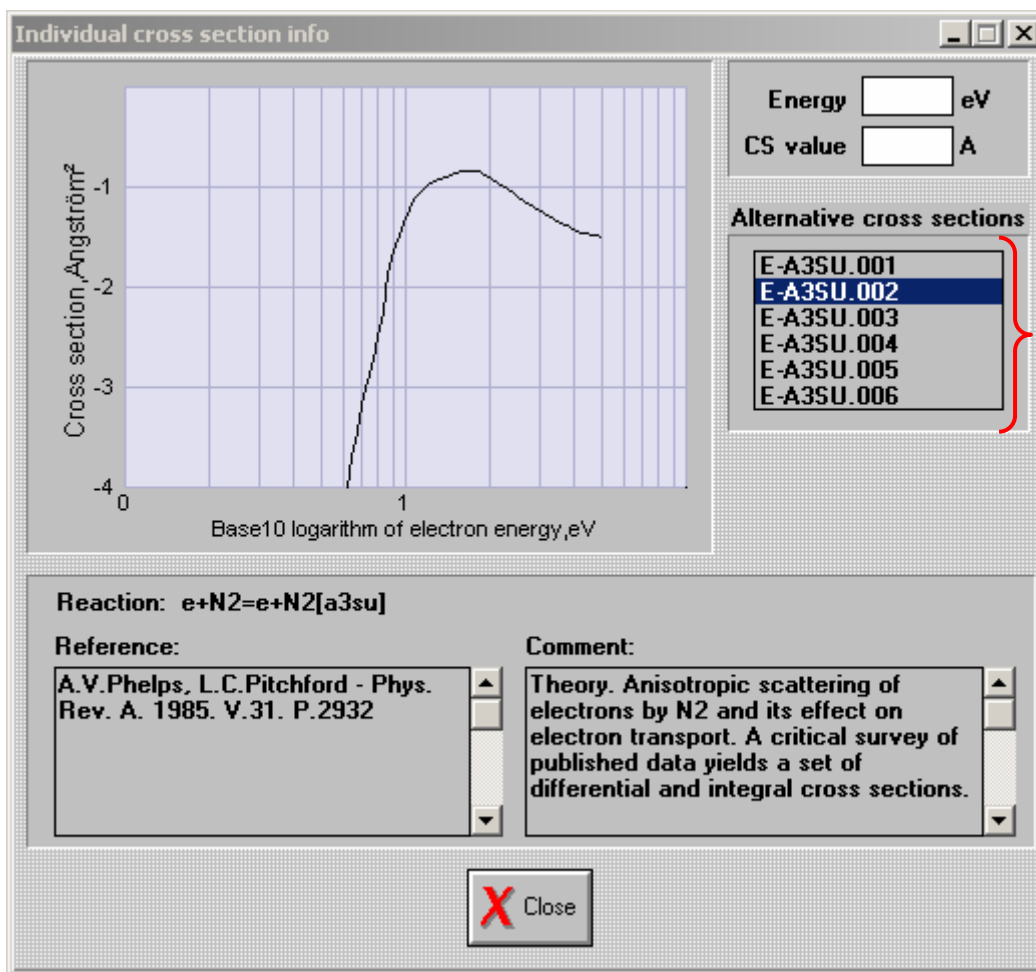 Individual cross section info
Energy eV
CS value A
Cross section,Angström²
-1
-2
-3
-4
0
1
Base10 logarithm of electron energy,eV
Alternative cross sections
E-A3SU.001
E-A3SU.002
E-A3SU.003
E-A3SU.004
E-A3SU.005
E-A3SU.006
Reaction: e+N2=e+N2[a3su]
Reference:
A.V.Phelps, L.C.Pitchford - Phys.
Rev. A. 1985. V.31. P.2932
Comment:
Theory. Anisotropic scattering of
electrons by N2 and its effect on
electron transport. A critical survey of
published data yields a set of
differential and integral cross sections.
Close